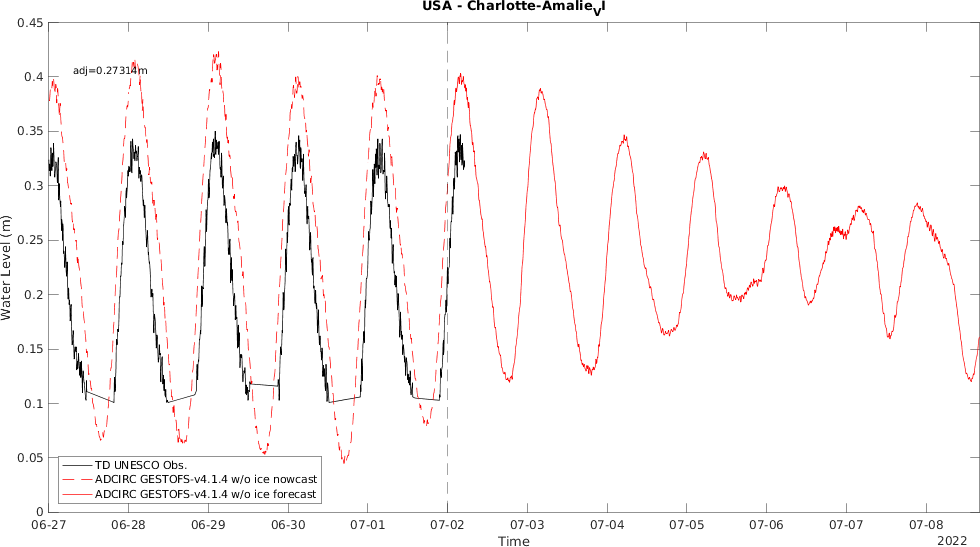 USA - Charlotte-Amalie_VI
adj=0.27314m
0.45
0.4
0.35
0.3
0.25
0.2
0.15
0.1
0.05
0
Water Level (m)
TD UNESCO Obs.
ADCIRC GESTOFS-v4.1.4 w/o ice nowcast
ADCIRC GESTOFS-v4.1.4 w/o ice forecast
06-27 06-28 06-29 06-30 07-01 07-02 07-03 07-04 07-05 07-06 07-07 07-08
Time
2022